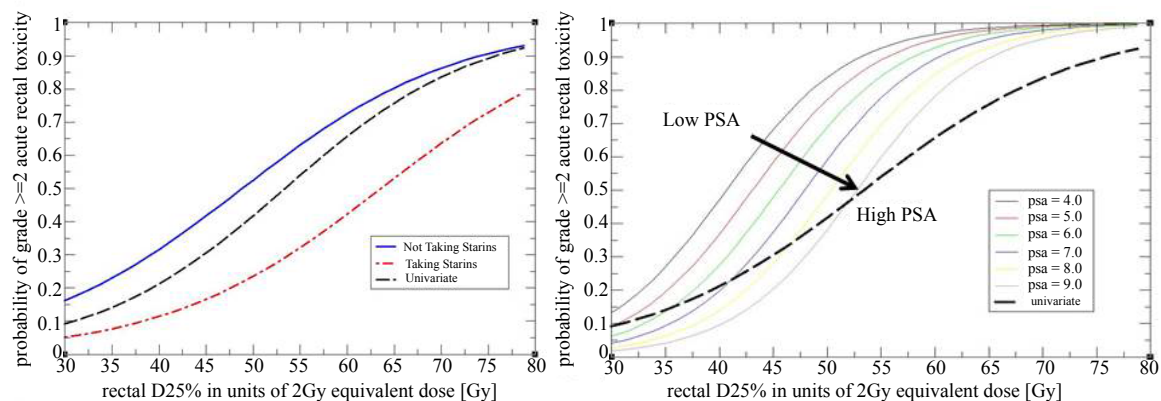 probability of grade >=2 acute rectal toxicity
1
0.9
0.8
0.7
0.6
0.5
0.4
0.3
0.2
0.1
0
Not Taking Starins
Taking Starins
Univariate
30 35 40 45 50 55 60 65 70 75 80
rectal D25% in units of 2Gy equivalent dose [Gy]
probability of grade >=2 acute rectal toxicity
1
0.9
0.8
0.7
0.6
0.5
0.4
0.3
0.2
0.1
0
Low PSA
High PSA
psa = 4.0
psa = 5.0
psa = 6.0
psa = 7.0
psa = 8.0
psa = 9.0
univariate
30 35 40 45 50 55 60 65 70 75 80
rectal D25% in units of 2Gy equivalent dose [Gy]